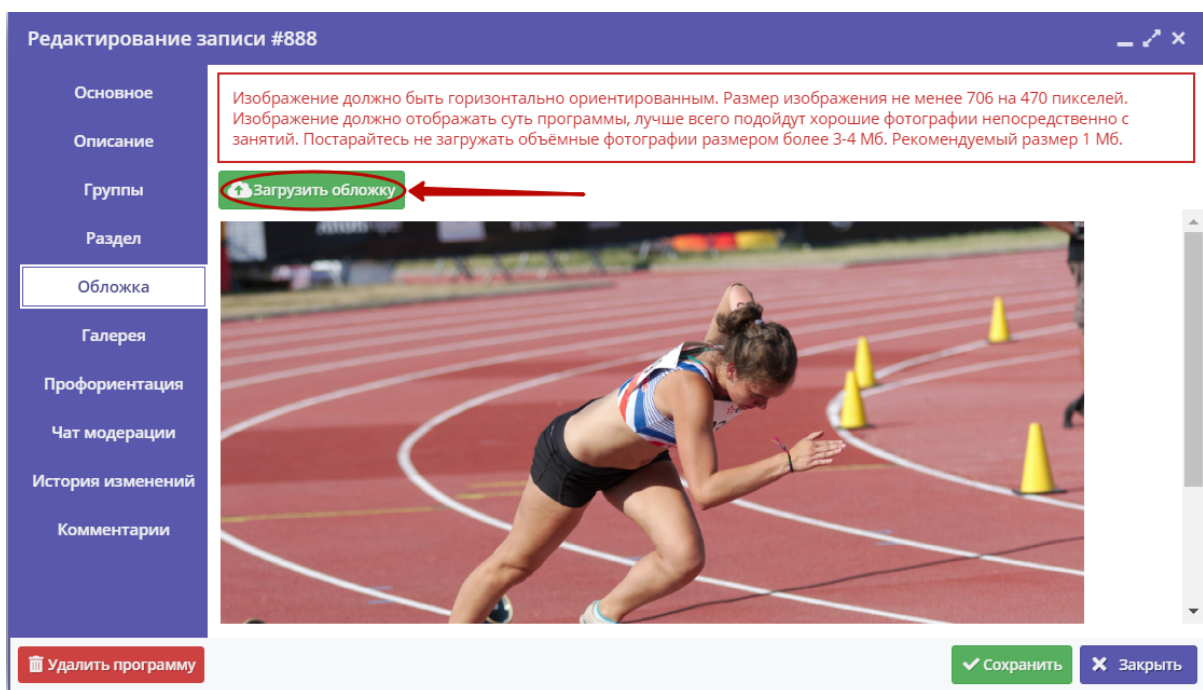 Редактирование записи #888
Основное
Описание
Группы
Раздел
Обложка
Галерея
Профориентация
Чат модерации
История изменений
Комментарии
Изображение должно быть горизонтально ориентированным. Размер изображения не менее 706 на 470 пикселей.
Изображение должно отображать суть программы, лучше всего подойдут хорошие фотографии непосредственно с
занятий. Постарайтесь не загружать объёмные фотографии размером более 3-4 Мб. Рекомендуемый размер 1 Мб.
Загрузить обложку
Удалить программу
Сохранить
Закрыть